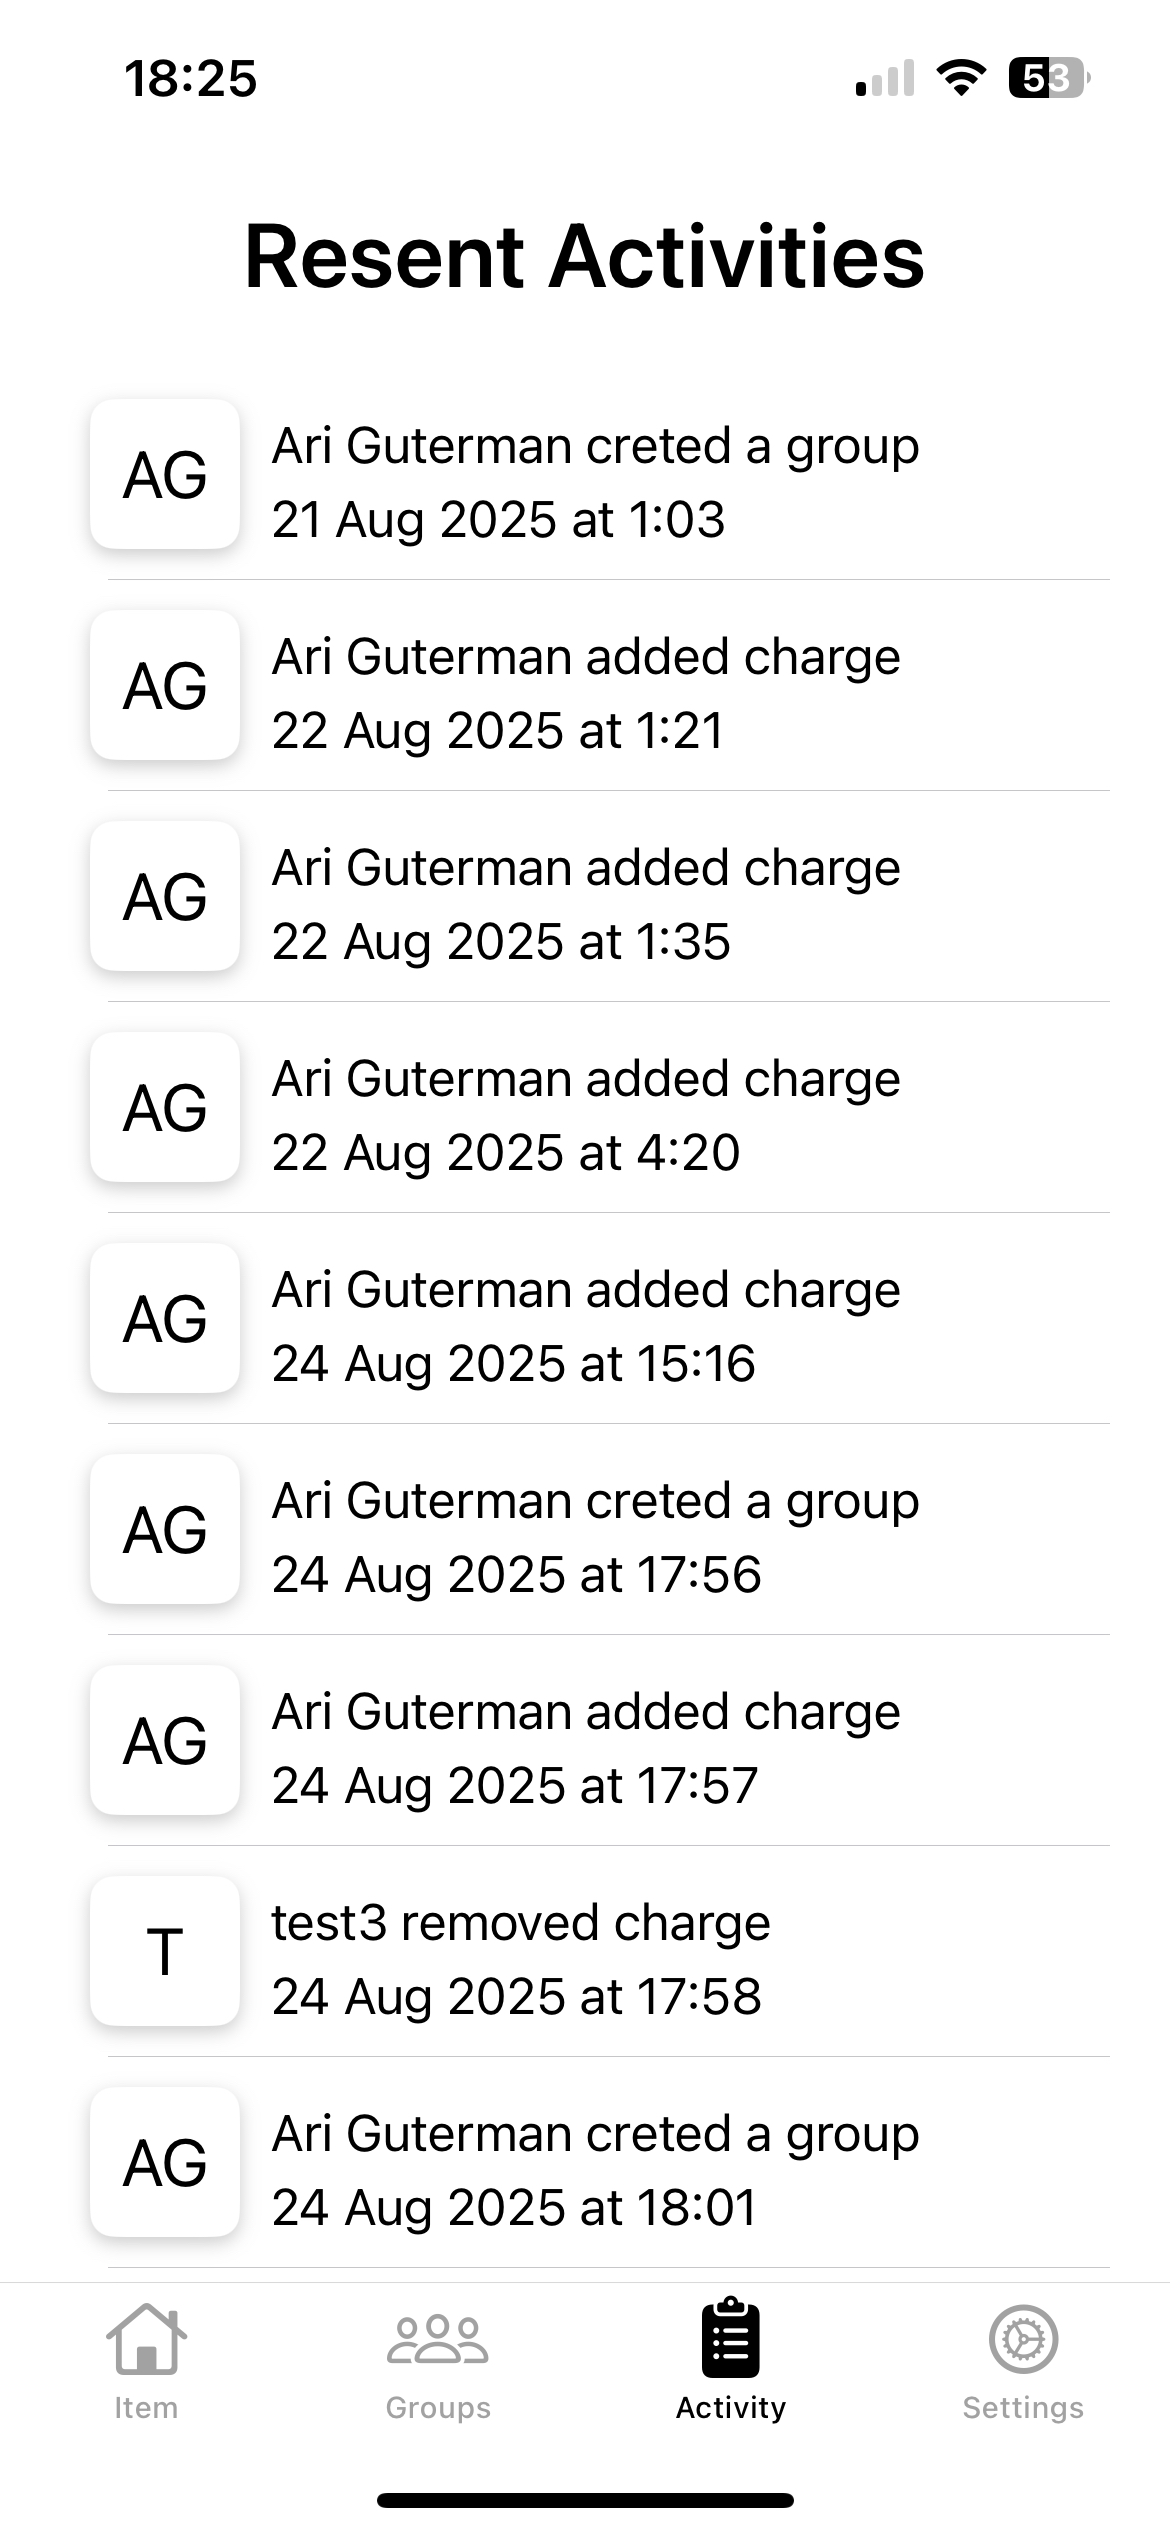 18:25
53
Resent Activities
AG
Ari Guterman creted a group
21 Aug 2025 at 1:03
AG
Ari Guterman added charge
22 Aug 2025 at 1:21
AG
Ari Guterman added charge
22 Aug 2025 at 1:35
AG
Ari Guterman added charge
22 Aug 2025 at 4:20
AG
Ari Guterman added charge
24 Aug 2025 at 15:16
AG
Ari Guterman creted a group
24 Aug 2025 at 17:56
AG
Ari Guterman added charge
24 Aug 2025 at 17:57
T
test3 removed charge
24 Aug 2025 at 17:58
AG
Ari Guterman creted a group
24 Aug 2025 at 18:01
Item
Groups
Activity
Settings